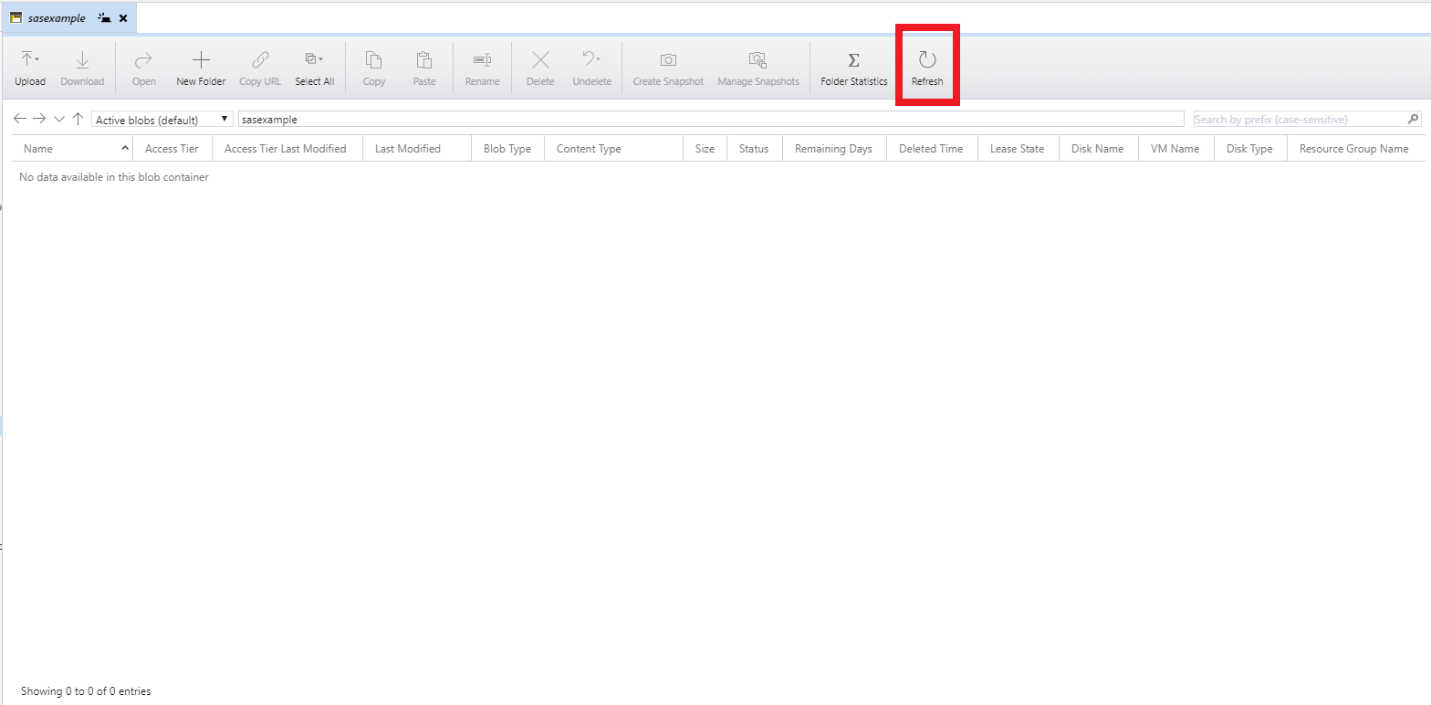 sasexample
Upload Download Open New Folder Copy URL Select All Copy Paste Rename Delete Undelete Create Snapshot Manage Snapshots Folder Statistics Refresh
Active blobs (default) sasexample Search by prefix (case-sensitive)
Name Access Tier Access Tier Last Modified Last Modified Blob Type Content Type Size Status Remaining Days Deleted Time Lease State Disk Name VM Name Disk Type Resource Group Name
No data available in this blob container
Showing 0 to 0 of 0 entries